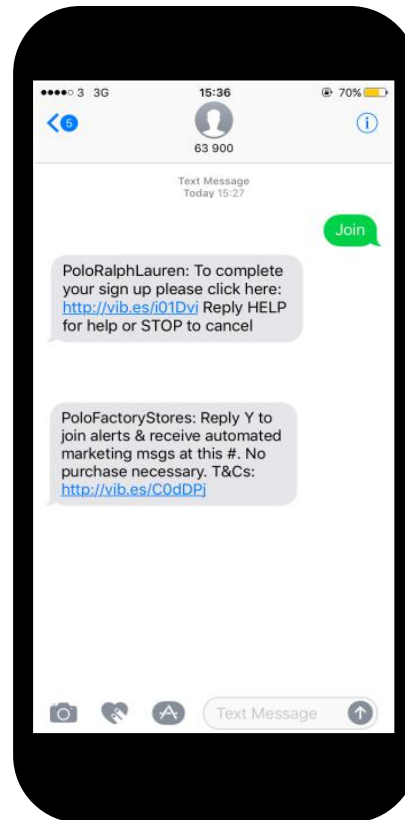 3 3G 15:36 70%
5
63 900
Text Message
Today 15:27
Join
PoloRalphLauren: To complete
your sign up please click here:
http://vib.es/i01Dvi Reply HELP
for help or STOP to cancel
PoloFactoryStores: Reply Y to
join alerts & receive automated
marketing msgs at this #. No
purchase necessary. T&Cs:
http://vib.es/C0dDPj
Text Message